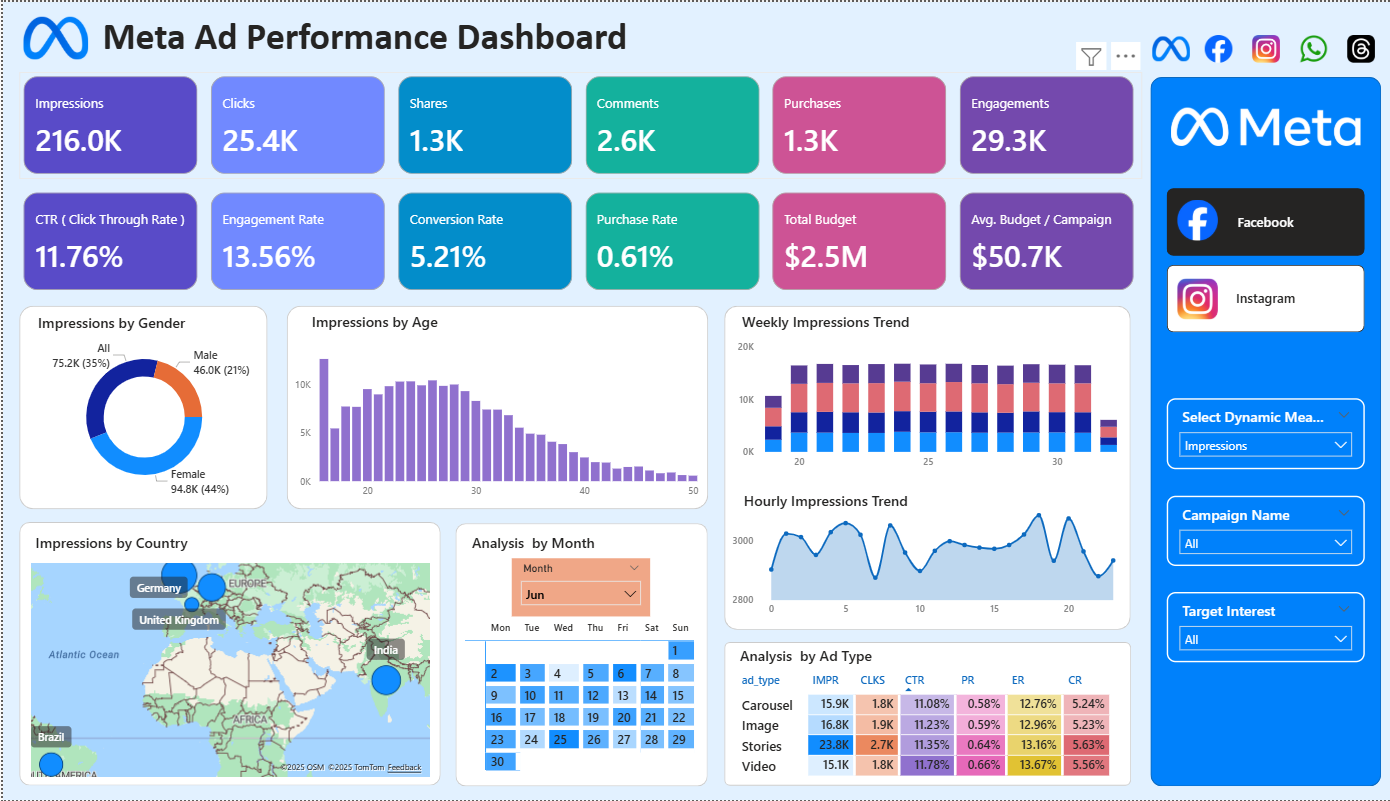 Meta Ad Performance Dashboard
Impressions
216.0K
Clicks
25.4K
Shares
1.3K
Comments
2.6K
Purchases
1.3K
Engagements
29.3K
CTR ( Click Through Rate )
11.76%
Engagement Rate
13.56%
Conversion Rate
5.21%
Purchase Rate
0.61%
Total Budget
$2.5M
Avg. Budget / Campaign
$50.7K
Impressions by Gender
All
75.2K (35%)
Male
46.0K (21%)
Female
94.8K (44%)
Impressions by Age
10K
5K
0K
20 30 40 50
Weekly Impressions Trend
20K
10K
0K
20 25 30
Hourly Impressions Trend
3000
2800
0 5 10 15 20
Impressions by Country
Germany
EUROPE
United Kingdom
Atlantic Ocean
India
AFRICA
Brazil
AMERICA
©2025 OSM ©2025 TomTom Feedback
Analysis by Month
Month
Jun
Mon Tue Wed Thu Fri Sat Sun
1
2 3 4 5 6 7 8
9 10 11 12 13 14 15
16 17 18 19 20 21 22
23 24 25 26 27 28 29
30
Analysis by Ad Type
ad_type IMPR CLKS CTR PR ER CR
Carousel 15.9K 1.8K 11.08% 0.58% 12.76% 5.24%
Image 16.8K 1.9K 11.23% 0.59% 12.96% 5.23%
Stories 23.8K 2.7K 11.35% 0.64% 13.16% 5.63%
Video 15.1K 1.8K 11.78% 0.66% 13.67% 5.56%
Meta
Facebook
Instagram
Select Dynamic Mea...
Impressions
Campaign Name
All
Target Interest
All